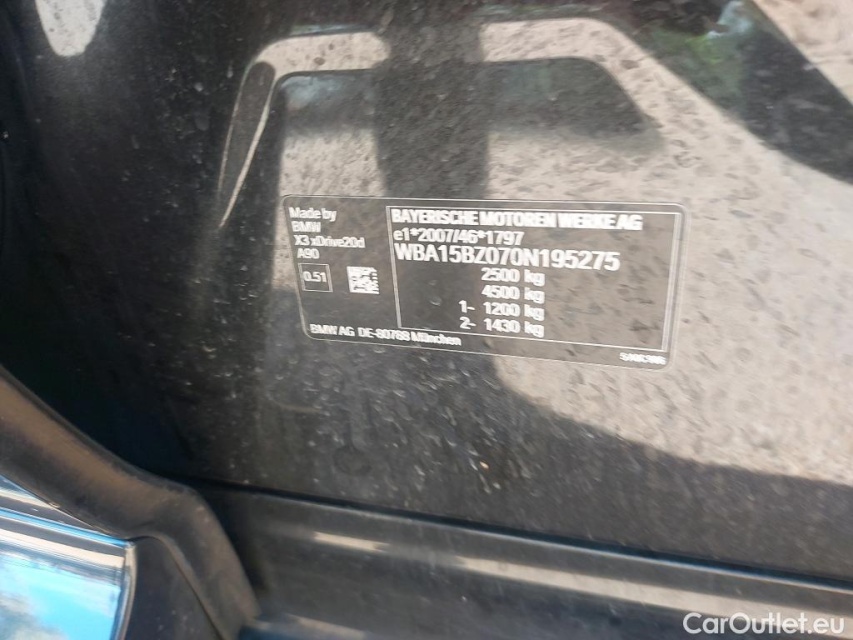 Made by
BMW
X3 xDrive20d
A90
0.51
BAYERISCHE MOTOREN WERKE AG
e1*2007/46*1797
WBA15BZ070N195275
2500 kg
4500 kg
1- 1200 kg
2- 1430 kg
BMW AG DE-80788 München
CarOutlet.eu